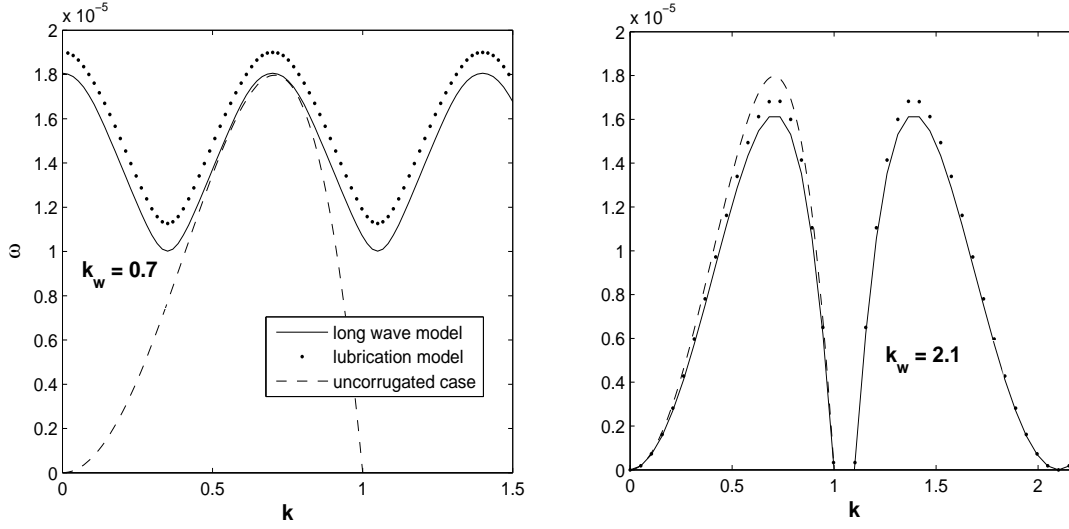 x 10⁻⁵
2
1.8
1.6
1.4
1.2
1
0.8
0.6
0.4
0.2
0
ω
k_w = 0.7
long wave model
lubrication model
uncorrugated case
0 0.5 1 1.5
k
x 10⁻⁵
2
1.8
1.6
1.4
1.2
1
0.8
0.6
0.4
0.2
0
k_w = 2.1
0 0.5 1 1.5 2
k